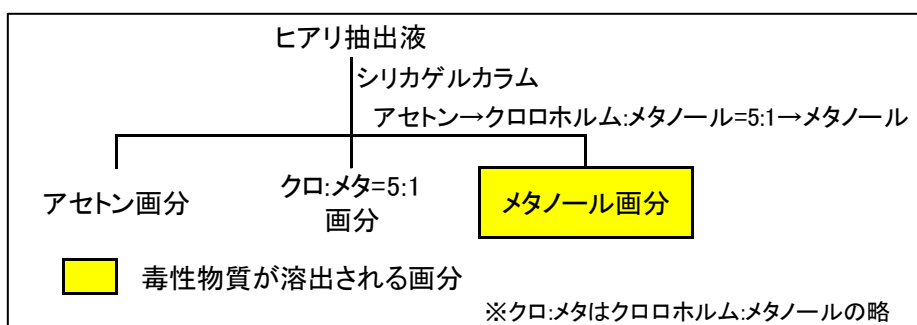 ヒアリ抽出液
シリカゲルカラム
アセトン→クロロホルム:メタノール=5:1→メタノール
アセトン画分
クロ:メタ=5:1
画分
メタノール画分
毒性物質が溶出される画分
※クロ:メタはクロロホルム:メタノールの略